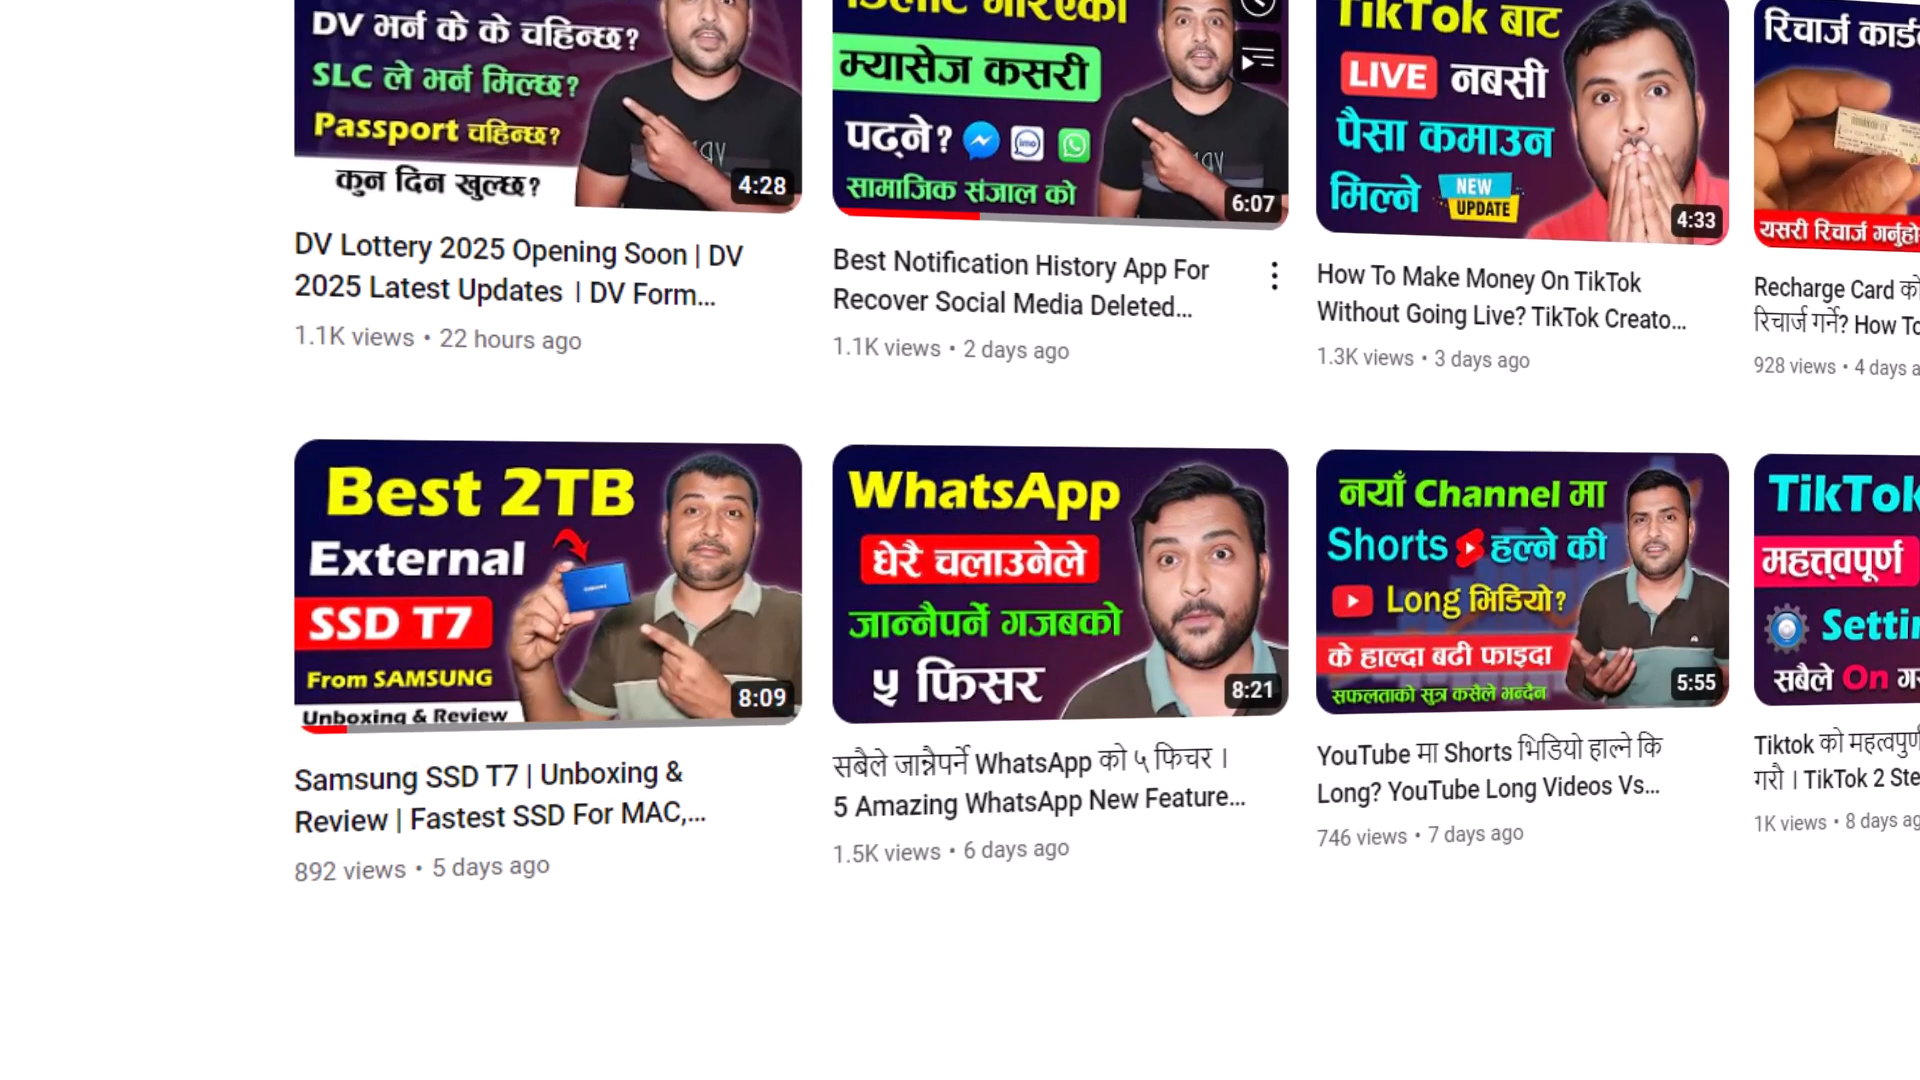 DV भर्न के के चहिन्छ?
SLC ले भर्न मिल्छ?
Passport चहिन्छ?
कुन दिन खुल्छ?
4:28
DV Lottery 2025 Opening Soon | DV
2025 Latest Updates । DV Form...
1.1K views • 22 hours ago
डिलीट गरिएको
म्यासेज कसरी
पढ्ने?
imo
सामाजिक संजाल को
6:07
Best Notification History App For
Recover Social Media Deleted...
1.1K views • 2 days ago
TikTok बाट
LIVE नबसी
पैसा कमाउन
मिल्ने NEW
UPDATE
4:33
How To Make Money On TikTok
Without Going Live? TikTok Creato...
1.3K views • 3 days ago
रिचार्ज
यसरी रिचार्ज गर्नुहो
Recharge Card को
रिचार्ज गर्ने? How To
928 views • 4 days a
Best 2TB
External
SSD T7
From SAMSUNG
Unboxing & Review
8:09
Samsung SSD T7 | Unboxing &
Review | Fastest SSD For MAC,...
892 views • 5 days ago
WhatsApp
धेरै चलाउनेले
जान्नैपर्ने गजबको
५ फिसर
8:21
सबैले जान्नैपर्ने WhatsApp को ५ फिचर ।
5 Amazing WhatsApp New Feature...
1.5K views • 6 days ago
नयाँ Channel मा
Shorts हल्ने की
Long भिडियो?
के हाल्दा बढी फाइदा
सफलताको सुत्र कसैले भन्दैन
5:55
YouTube मा Shorts भिडियो हाल्ने कि
Long? YouTube Long Videos Vs...
746 views • 7 days ago
TikTok
महत्त्वपूर्ण
Settin
सबैले On
Tiktok को महत्वपुर्ण
गरौ । TikTok 2 Ste
1K views • 8 days ag